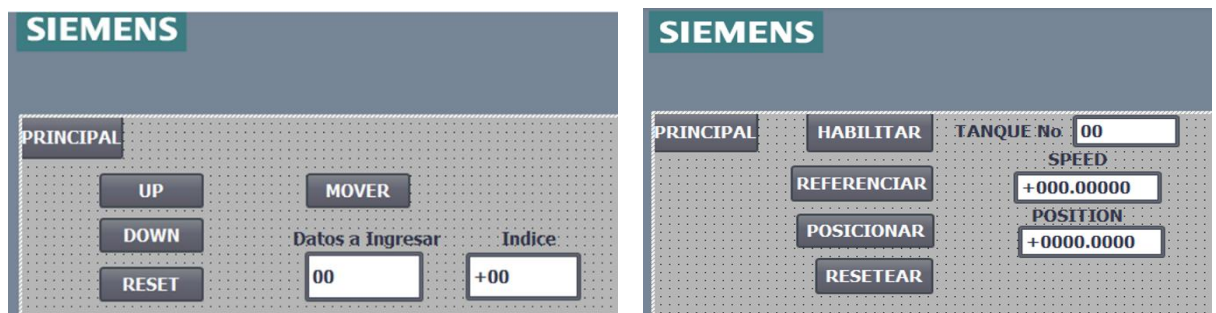 SIEMENS
PRINCIPAL
UP
MOVER
DOWN
Datos a Ingresar
Indice
RESET
00
+00
SIEMENS
PRINCIPAL
HABILITAR
TANQUE No
00
SPEED
REFERENCIAR
+000.00000
POSITION
POSICIONAR
+0000.0000
RESETEAR